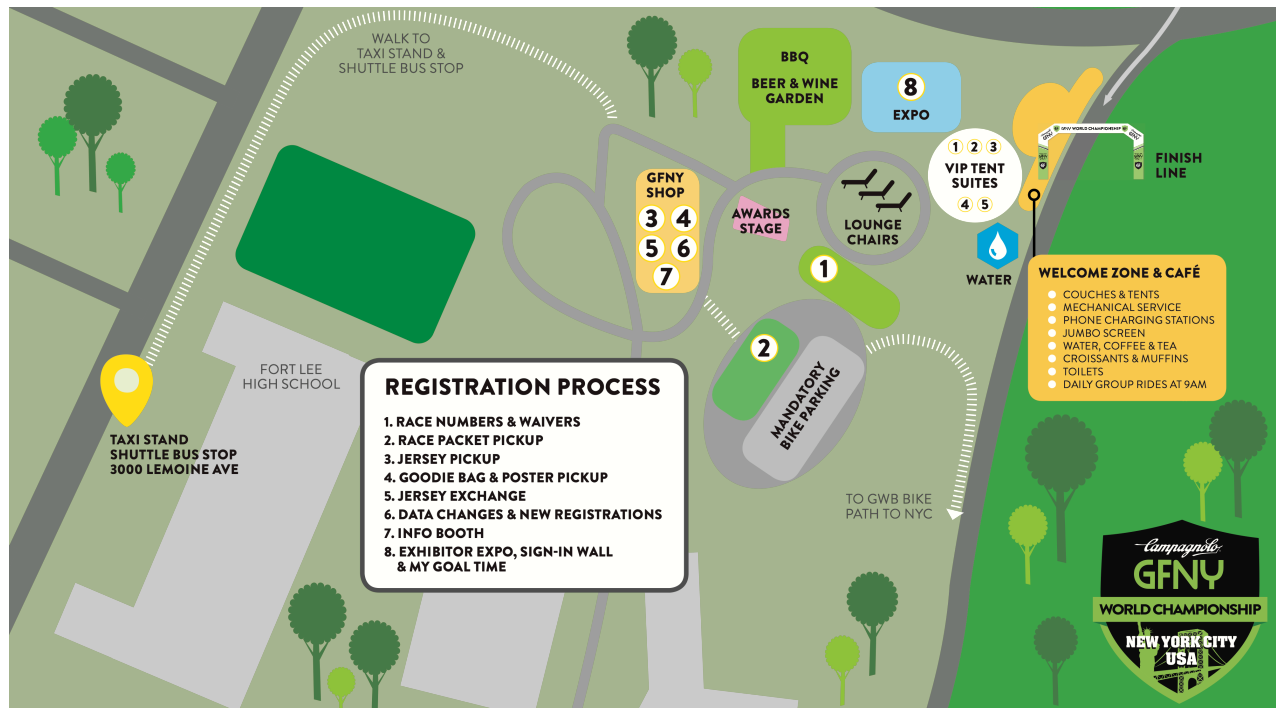 WALK TO
TAXI STAND &
SHUTTLE BUS STOP
BBQ
BEER & WINE
GARDEN
8
EXPO
GFNY WORLD CHAMPIONSHIP
FINISH
LINE
1 2 3
VIP TENT
SUITES
4 5
GFNY
SHOP
3 4
5 6
7
AWARDS
STAGE
LOUNGE
CHAIRS
1
WATER
WELCOME ZONE & CAFÉ
COUCHES & TENTS
MECHANICAL SERVICE
PHONE CHARGING STATIONS
JUMBO SCREEN
WATER, COFFEE & TEA
CROISSANTS & MUFFINS
TOILETS
DAILY GROUP RIDES AT 9AM
2
MANDATORY
BIKE PARKING
FORT LEE
HIGH SCHOOL
TAXI STAND
SHUTTLE BUS STOP
3000 LEMOINE AVE
REGISTRATION PROCESS
1. RACE NUMBERS & WAIVERS
2. RACE PACKET PICKUP
3. JERSEY PICKUP
4. GOODIE BAG & POSTER PICKUP
5. JERSEY EXCHANGE
6. DATA CHANGES & NEW REGISTRATIONS
7. INFO BOOTH
8. EXHIBITOR EXPO, SIGN-IN WALL
& MY GOAL TIME
TO GWB BIKE
PATH TO NYC
Campagnolo
GFNY
WORLD CHAMPIONSHIP
NEW YORK CITY
USA